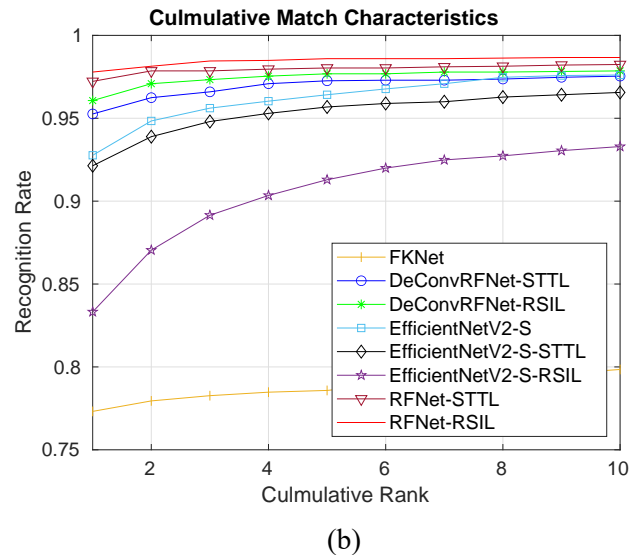 Culmulative Match Characteristics
1
0.95
0.9
0.85
0.8
0.75
Recognition Rate
FKNet
DeConvRFNet-STTL
DeConvRFNet-RSIL
EfficientNetV2-S
EfficientNetV2-S-STTL
EfficientNetV2-S-RSIL
RFNet-STTL
RFNet-RSIL
2 4 6 8 10
Culmulative Rank
(b)